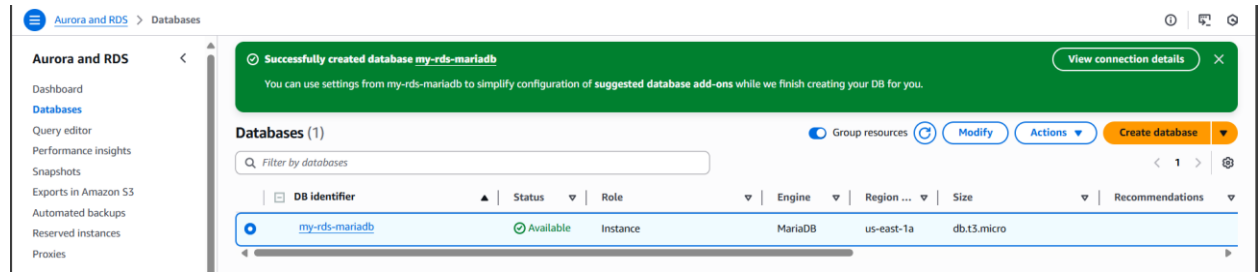 Aurora and RDS > Databases
Aurora and RDS
Dashboard
Databases
Query editor
Performance insights
Snapshots
Exports in Amazon S3
Automated backups
Reserved instances
Proxies
Successfully created database my-rds-mariadb
View connection details
You can use settings from my-rds-mariadb to simplify configuration of suggested database add-ons while we finish creating your DB for you.
Databases (1)
Group resources
Modify
Actions
Create database
Filter by databases
< 1 >
DB identifier Status Role Engine Region ... Size Recommendations
my-rds-mariadb Available Instance MariaDB us-east-1a db.t3.micro